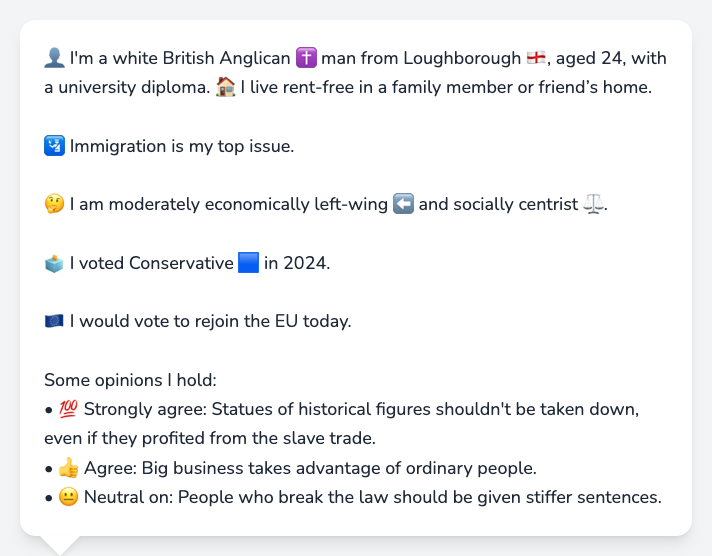 👤 I'm a white British Anglican ✝️ man from Loughborough 🏴󠁧󠁢󠁥󠁮󠁧󠁿, aged 24, with
a university diploma. 🏠 I live rent-free in a family member or friend’s home.
🛂 Immigration is my top issue.
🤔 I am moderately economically left-wing ⬅️ and socially centrist ⚖️.
🗳️ I voted Conservative 🟦 in 2024.
🇪🇺 I would vote to rejoin the EU today.
Some opinions I hold:
• 💯 Strongly agree: Statues of historical figures shouldn't be taken down,
even if they profited from the slave trade.
• 👍 Agree: Big business takes advantage of ordinary people.
• 😐 Neutral on: People who break the law should be given stiffer sentences.